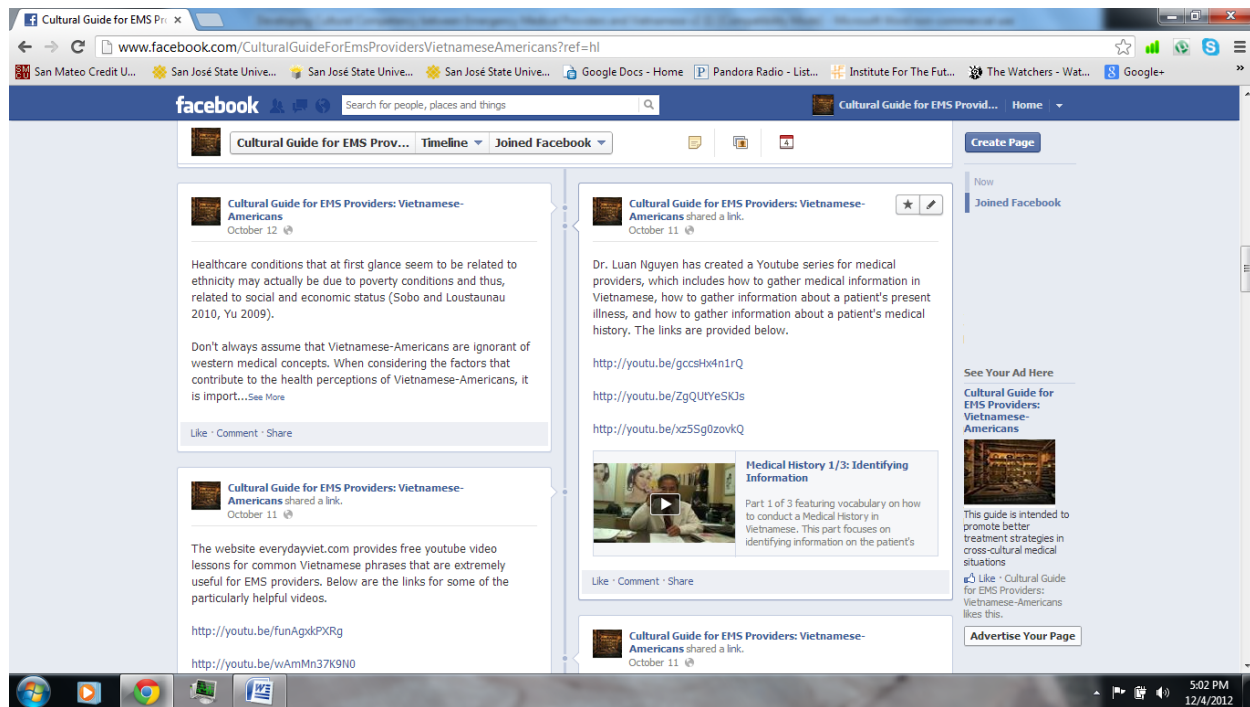 Cultural Guide for EMS Pro
www.facebook.com/CulturalGuideForEmsProvidersVietnameseAmericans?ref=hl
San Mateo Credit U...
San José State Unive...
San José State Unive...
San José State Unive...
Google Docs - Home
Pandora Radio - List...
Institute For The Fut...
The Watchers - Wat...
Google+
»
facebook
Search for people, places and things
Cultural Guide for EMS Provid...
Home
Cultural Guide for EMS Prov...
Timeline
Joined Facebook
4
Create Page
Now
Joined Facebook
Cultural Guide for EMS Providers: Vietnamese-
Americans
October 12
Healthcare conditions that at first glance seem to be related to
ethnicity may actually be due to poverty conditions and thus,
related to social and economic status (Sobo and Loustaunau
2010, Yu 2009).
Don't always assume that Vietnamese-Americans are ignorant of
western medical concepts. When considering the factors that
contribute to the health perceptions of Vietnamese-Americans, it
is import...See More
Like · Comment · Share
Cultural Guide for EMS Providers: Vietnamese-
Americans shared a link.
October 11
The website everydayviet.com provides free youtube video
lessons for common Vietnamese phrases that are extremely
useful for EMS providers. Below are the links for some of the
particularly helpful videos.
http://youtu.be/funAgxkPXRg
http://youtu.be/wAmMn37K9N0
Cultural Guide for EMS Providers: Vietnamese-
Americans shared a link.
October 11
Dr. Luan Nguyen has created a Youtube series for medical
providers, which includes how to gather medical information in
Vietnamese, how to gather information about a patient's present
illness, and how to gather information about a patient's medical
history. The links are provided below.
http://youtu.be/gccsHx4n1rQ
http://youtu.be/ZgQUtYeSKJs
http://youtu.be/xz5Sg0zovkQ
Medical History 1/3: Identifying
Information
Part 1 of 3 featuring vocabulary on how
to conduct a Medical History in
Vietnamese. This part focuses on
identifying information on the patient's
Like · Comment · Share
Cultural Guide for EMS Providers: Vietnamese-
Americans shared a link.
October 11
See Your Ad Here
Cultural Guide for
EMS Providers:
Vietnamese-
Americans
This guide is intended to
promote better
treatment strategies in
cross-cultural medical
situations
Like · Cultural Guide
for EMS Providers:
Vietnamese-Americans
likes this.
Advertise Your Page
5:02 PM
12/4/2012